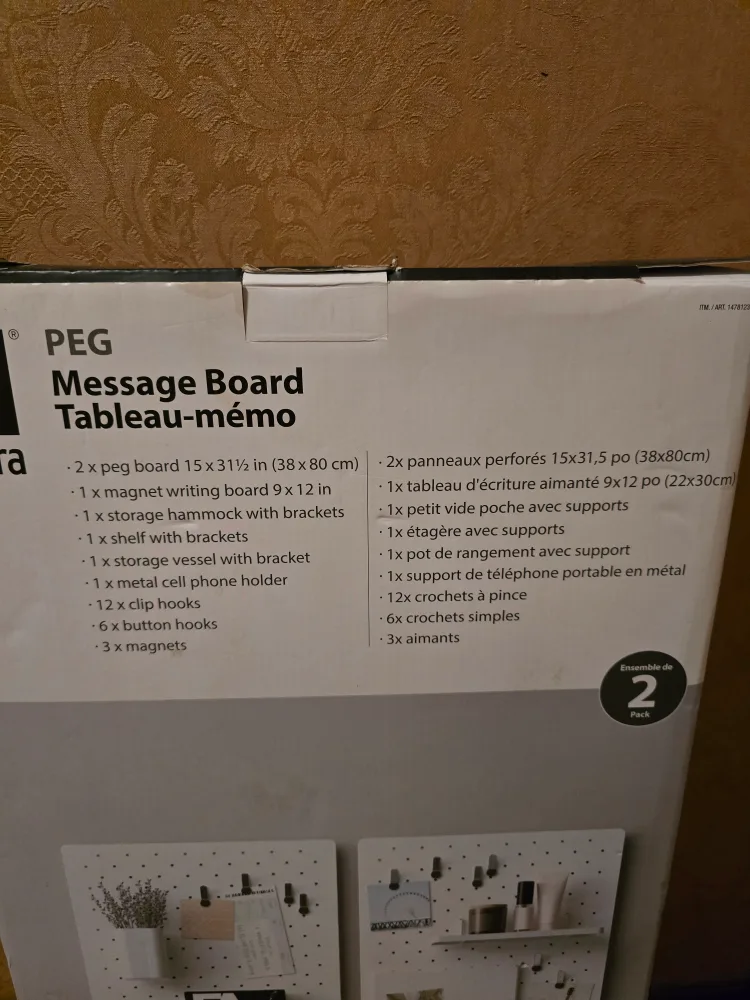 ®
ra
PEG
Message Board
Tableau-mémo
· 2 x peg board 15 x 31½ in (38 x 80 cm)
· 1 x magnet writing board 9 x 12 in
· 1 x storage hammock with brackets
· 1 x shelf with brackets
· 1 x storage vessel with bracket
· 1 x metal cell phone holder
· 12 x clip hooks
· 6 x button hooks
· 3 x magnets
· 2x panneaux perforés 15x31,5 po (38x80cm)
· 1x tableau d'écriture aimanté 9x12 po (22x30cm)
· 1x petit vide poche avec supports
· 1x étagère avec supports
· 1x pot de rangement avec support
· 1x support de téléphone portable en métal
· 12x crochets à pince
· 6x crochets simples
· 3x aimants
ITM. / ART. 1478123
Ensemble de
2
Pack